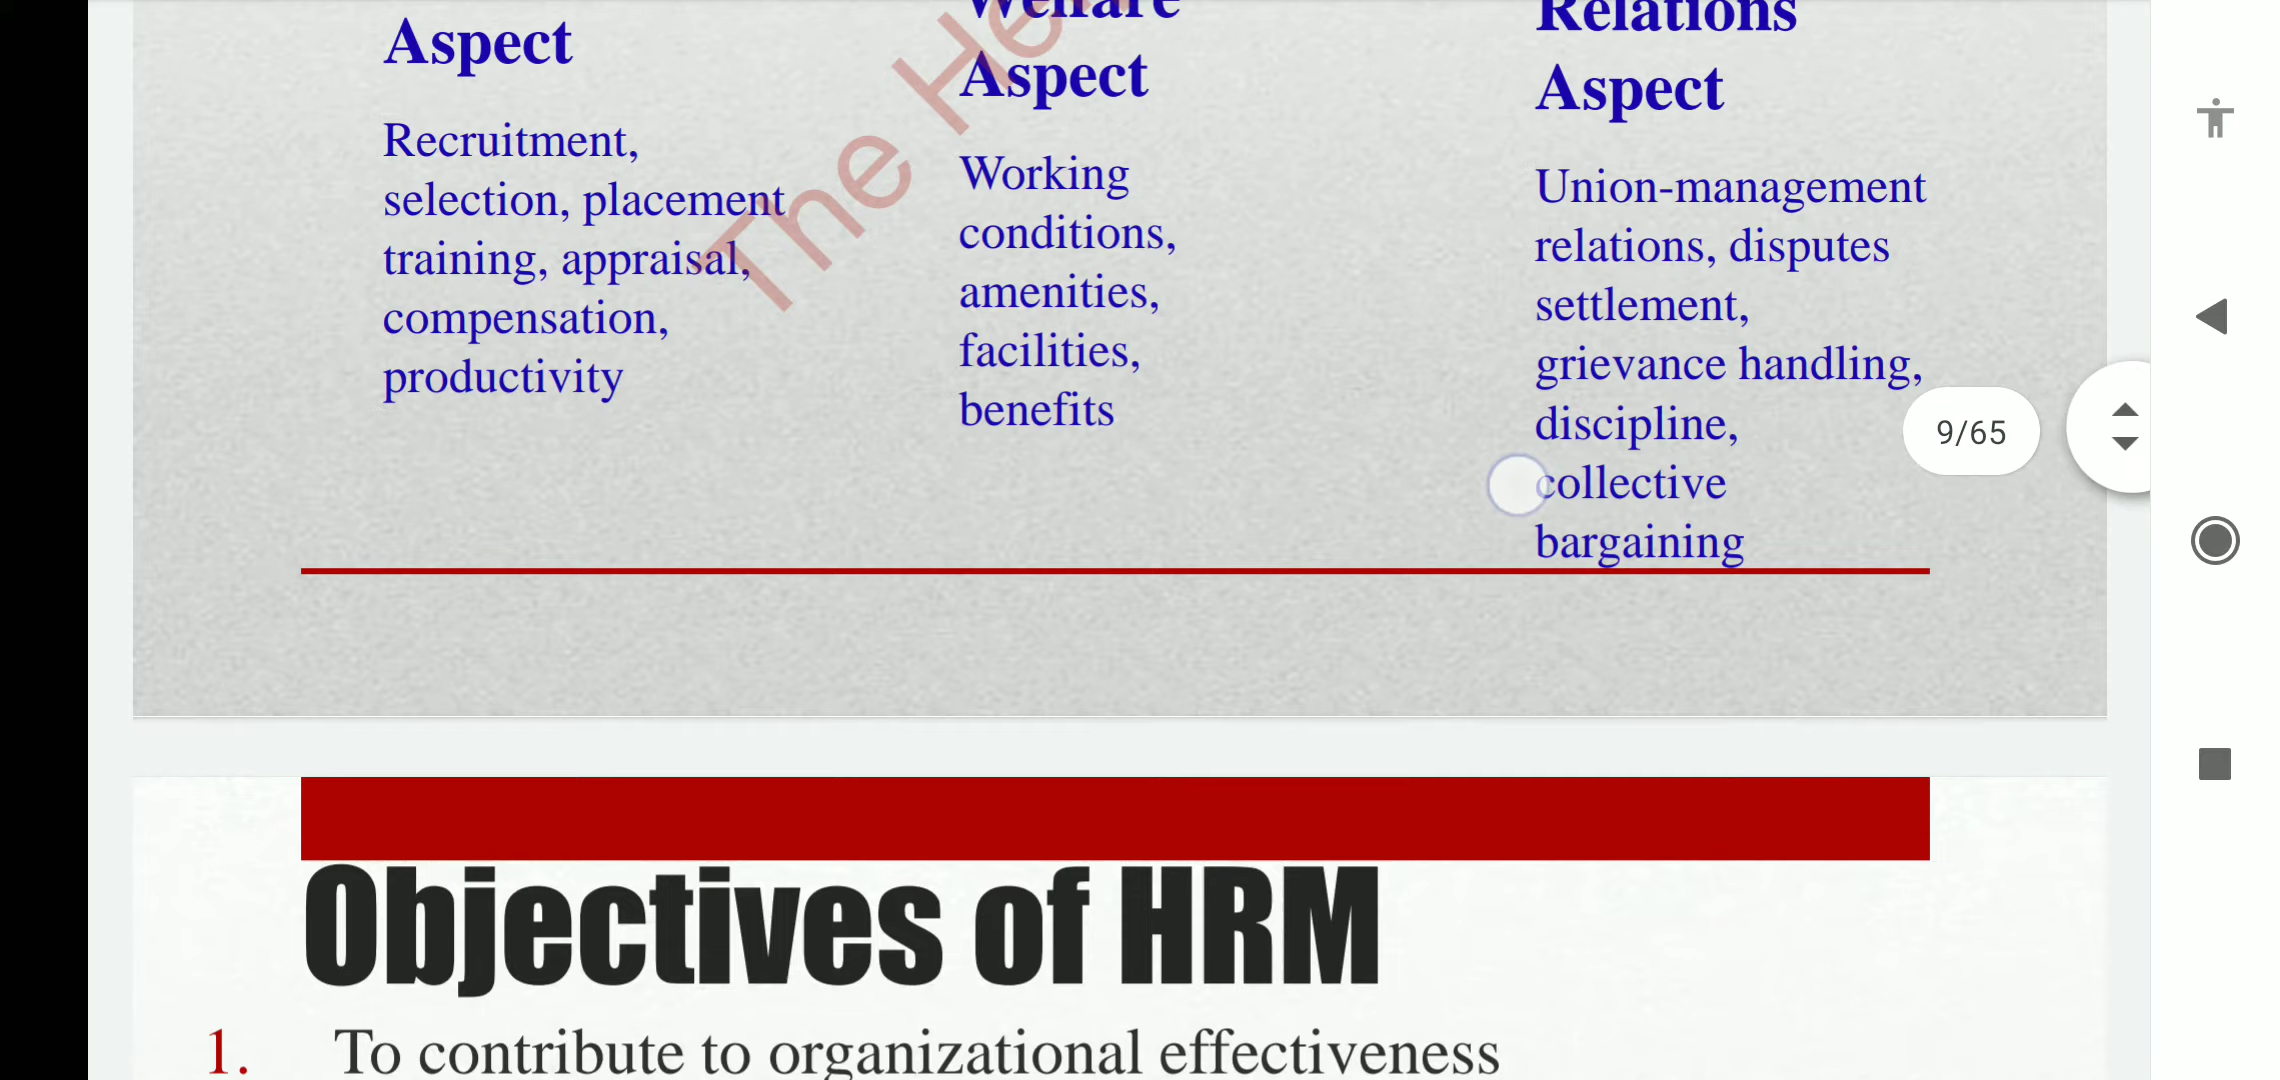 Aspect
Recruitment,
selection, placement
training, appraisal,
compensation,
productivity
Welfare
Aspect
Working
conditions,
amenities,
facilities,
benefits
Relations
Aspect
Union-management
relations, disputes
settlement,
grievance handling,
discipline,
collective
bargaining
The He
9/65
Objectives of HRM
1. To contribute to organizational effectiveness